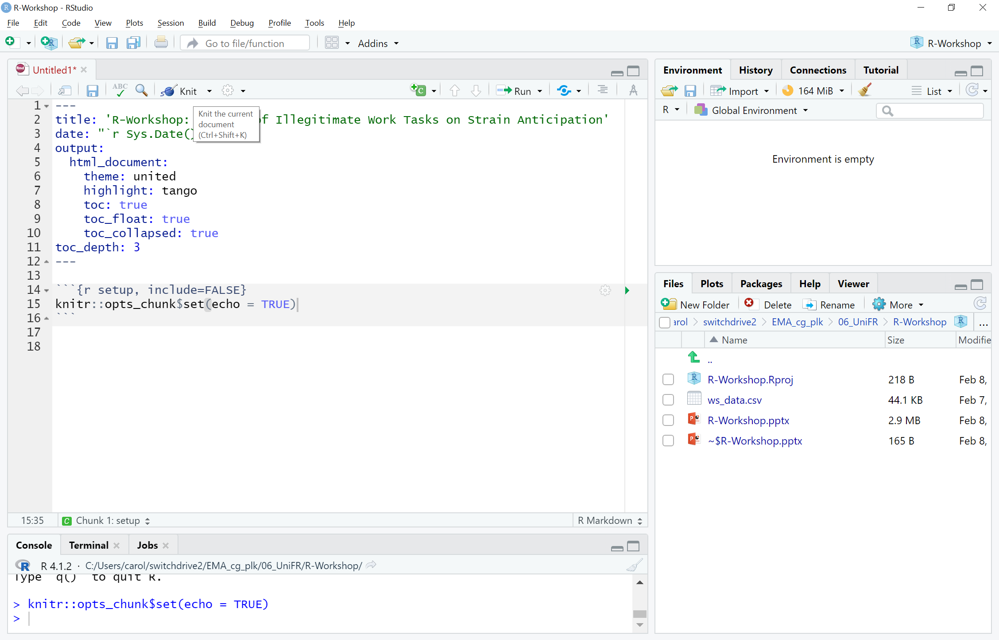 R-Workshop - RStudio
File Edit Code View Plots Session Build Debug Profile Tools Help
Go to file/function Addins R-Workshop
Untitled1*
ABC Knit Run
1 ---
2 title: 'R-Workshop: of Illegitimate Work Tasks on Strain Anticipation'
3 date: "`r Sys.Date()
Knit the current
document
(Ctrl+Shift+K)
4 output:
5 html_document:
6 theme: united
7 highlight: tango
8 toc: true
9 toc_float: true
10 toc_collapsed: true
11 toc_depth: 3
12 ---
13
14 ```{r setup, include=FALSE}
15 knitr::opts_chunk$set(echo = TRUE)
16 ```
17
18
15:35 C Chunk 1: setup R Markdown
Console Terminal Jobs
R 4.1.2 · C:/Users/carol/switchdrive2/EMA_cg_plk/06_UniFR/R-Workshop/
Type q() to quit R.
> knitr::opts_chunk$set(echo = TRUE)
>
Environment History Connections Tutorial
Import 164 MiB List
R Global Environment
Environment is empty
Files Plots Packages Help Viewer
New Folder Delete Rename More
arol switchdrive2 EMA_cg_plk 06_UniFR R-Workshop ...
Name Size Modifie
..
R-Workshop.Rproj 218 B Feb 8,
ws_data.csv 44.1 KB Feb 7,
R-Workshop.pptx 2.9 MB Feb 8,
~$R-Workshop.pptx 165 B Feb 8,